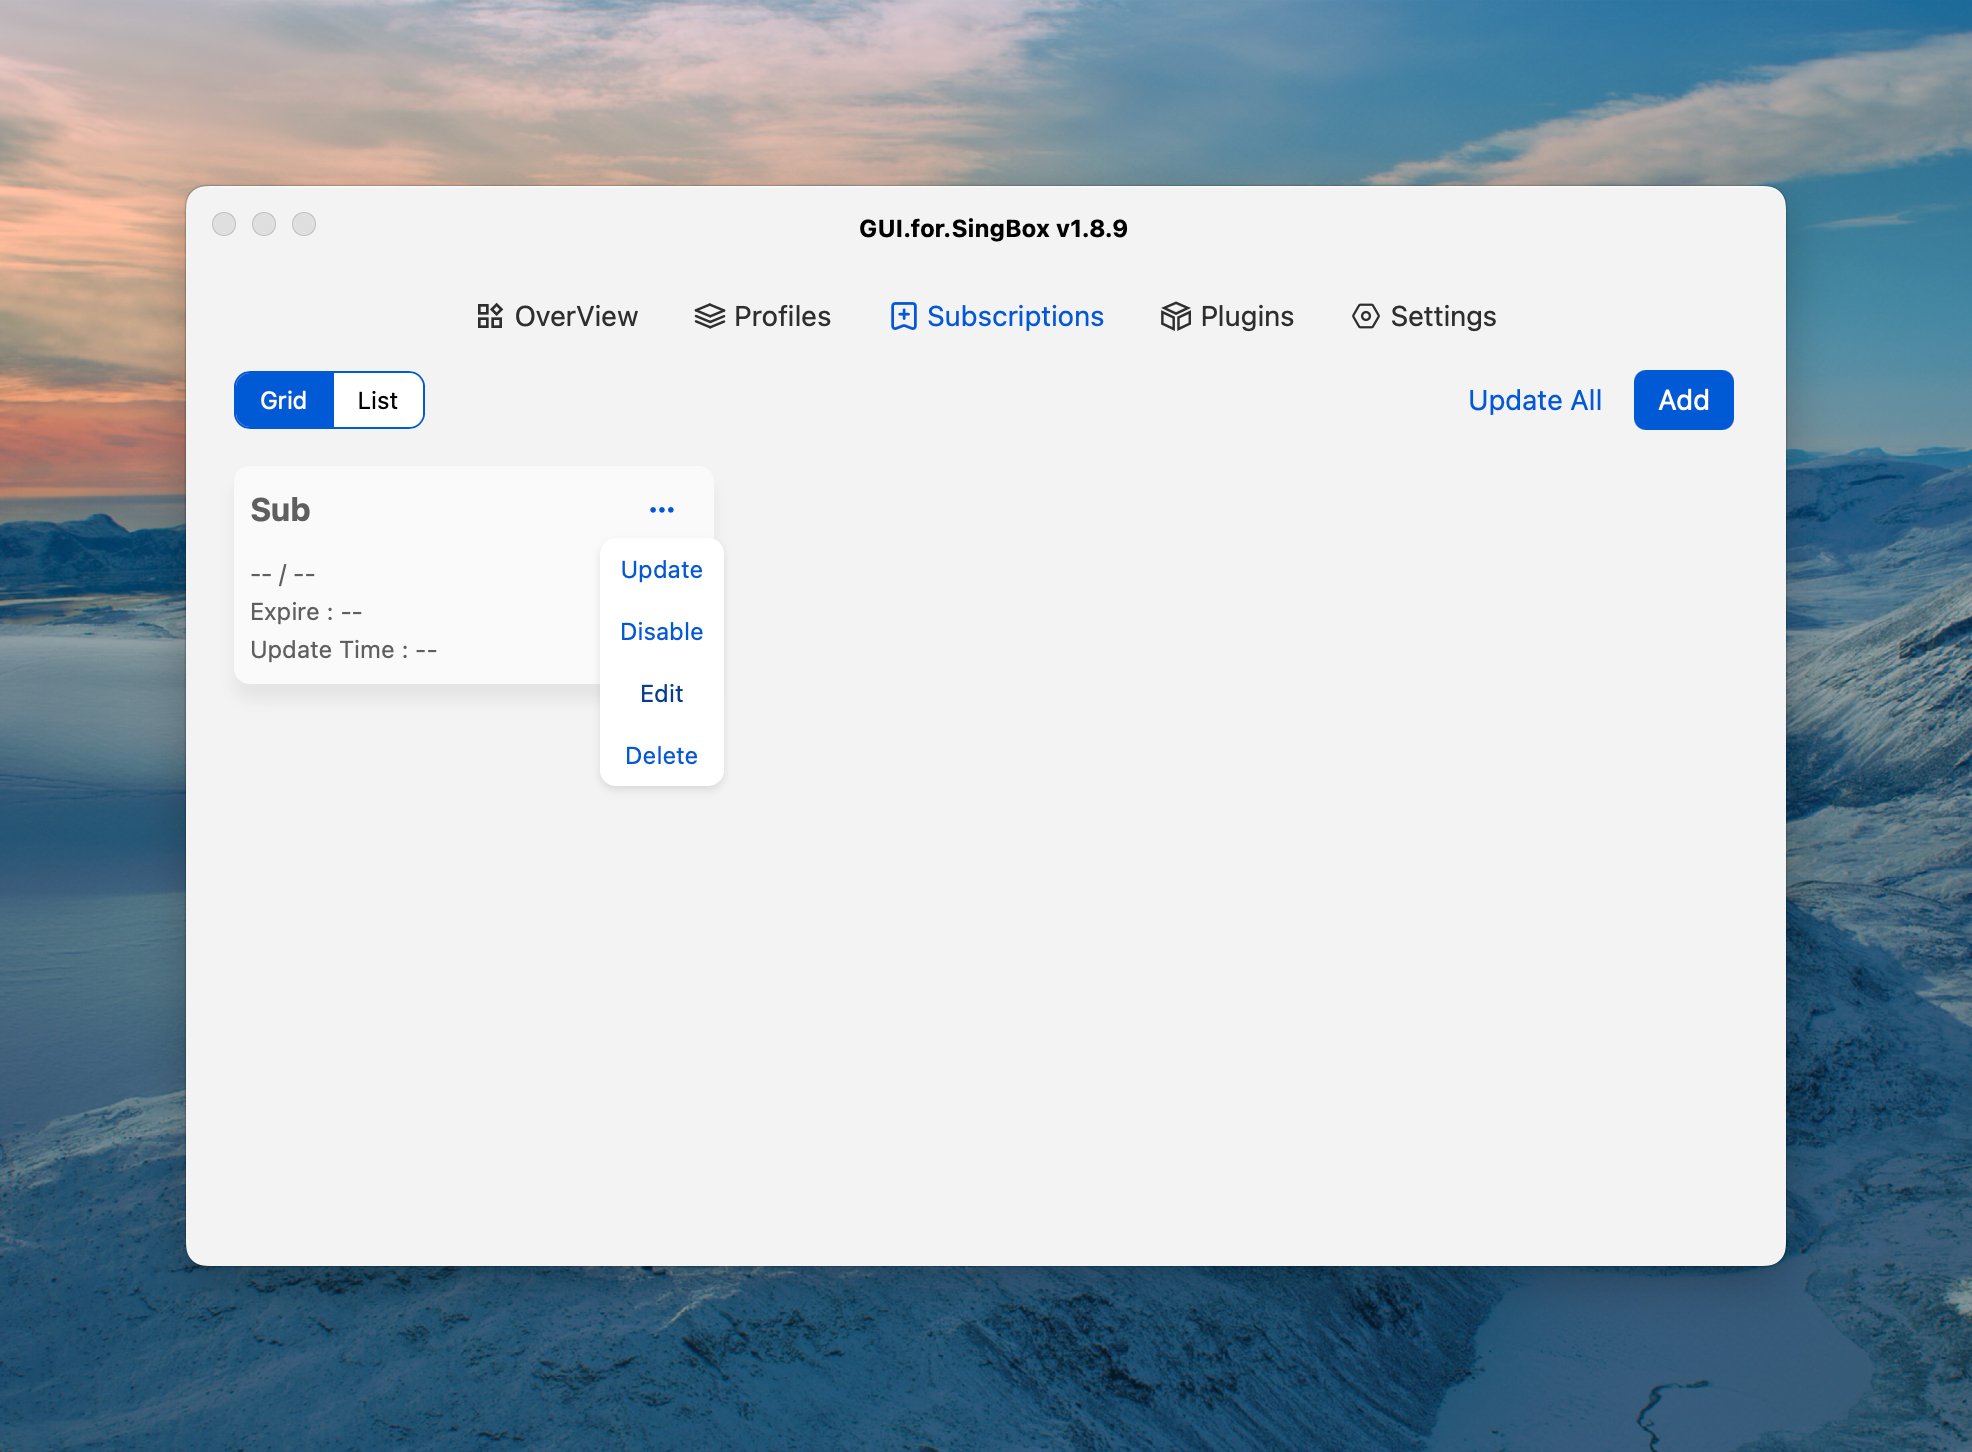 GUI.for.SingBox v1.8.9
OverView Profiles Subscriptions Plugins Settings
Grid List Update All Add
Sub
-- / --
Expire : --
Update Time : --
Update
Disable
Edit
Delete